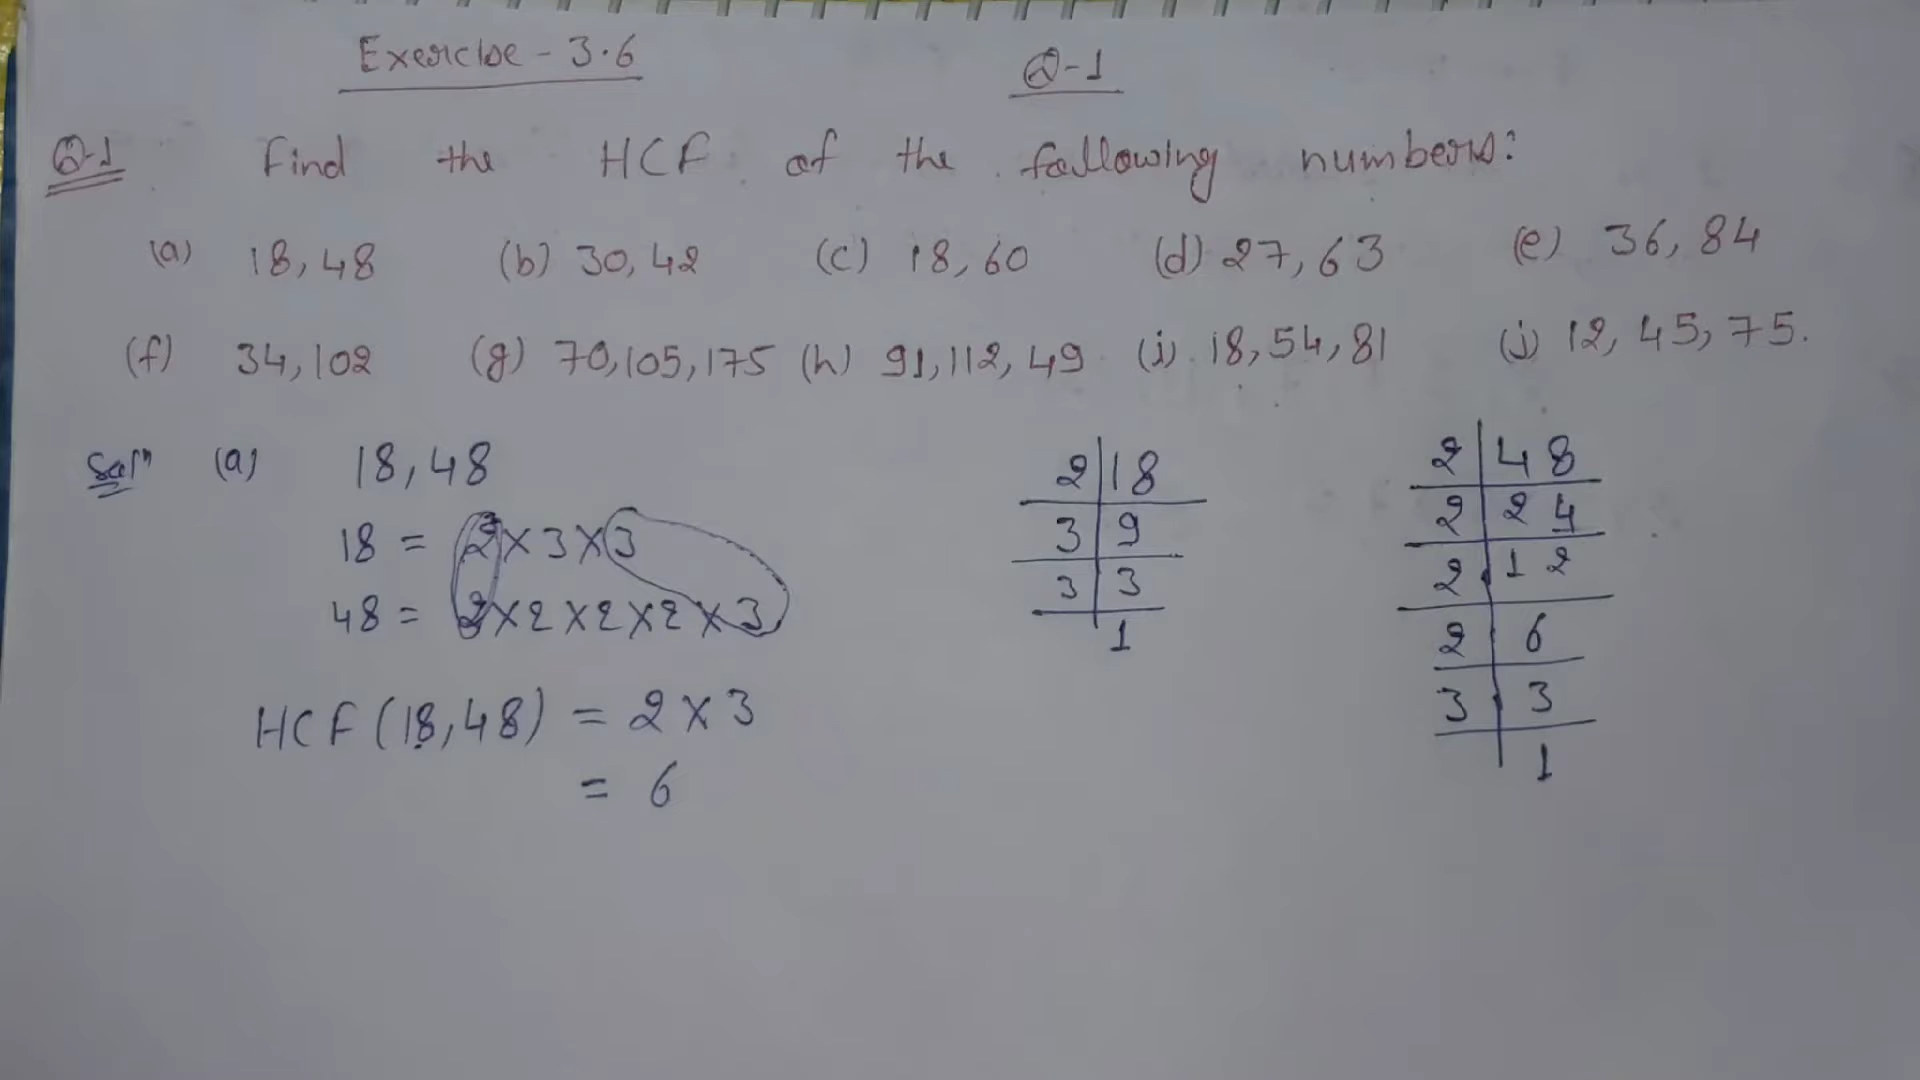 Exercise - 3.6
Q-1
Q-1 Find the HCF of the following numbers:
(a) 18, 48 (b) 30, 42 (c) 18, 60 (d) 27, 63 (e) 36, 84
(f) 34, 102 (g) 70, 105, 175 (h) 91, 112, 49 (i) 18, 54, 81 (j) 12, 45, 75.
Solⁿ (a) 18, 48
18 = 2 × 3 × 3
48 = 2 × 2 × 2 × 2 × 3
HCF (18, 48) = 2 × 3
= 6
2 | 18
3 | 9
3 | 3
1
2 | 48
2 | 24
2 | 12
2 | 6
3 | 3
1